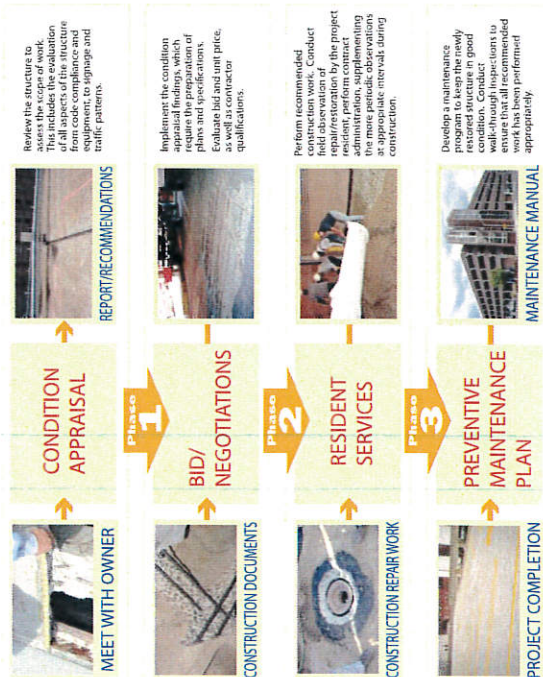 MEET WITH OWNER
CONDITION
APPRAISAL
REPORT/RECOMMENDATIONS
Review the structure to
assess the scope of work.
This includes the evaluation
of all aspects of the structure
from code compliance and
equipment, to signage and
traffic patterns.
Phase
1
CONSTRUCTION DOCUMENTS
BID/
NEGOTIATIONS
Implement the condition
appraisal findings, which
require the preparation of
plans and specifications.
Evaluate bid and unit price,
as well as contractor
qualifications.
Phase
2
CONSTRUCTION REPAIR WORK
RESIDENT
SERVICES
Perform recommended
construction work. Conduct
field observation of
repair/restoration by the project
resident, perform contract
administration, supplementing
the more periodic observations
at appropriate intervals during
construction.
Phase
3
PROJECT COMPLETION
PREVENTIVE
MAINTENANCE
PLAN
MAINTENANCE MANUAL
Develop a maintenance
program to keep the newly
restored structure in good
condition. Conduct
walk-through inspections to
ensure that all recommended
work has been performed
appropriately.